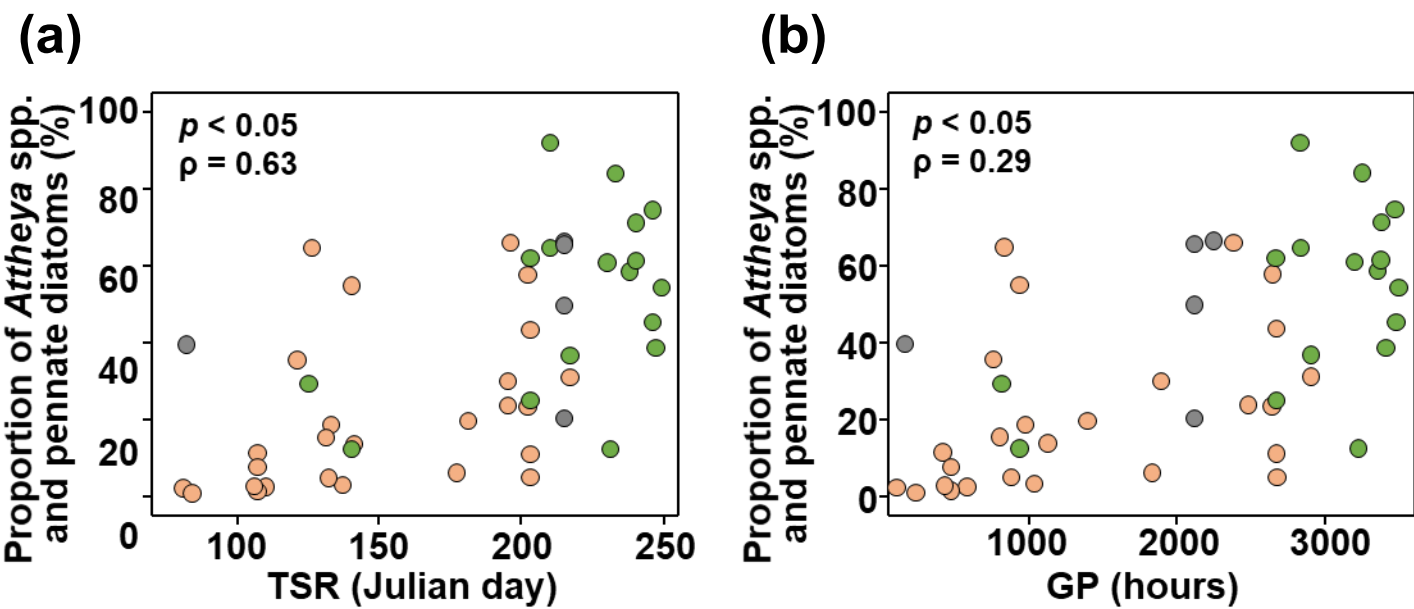 (a)
Proportion of Attheya spp.
and pennate diatoms (%)
100
80
60
40
20
0
p < 0.05
ρ = 0.63
100 150 200 250
TSR (Julian day)
(b)
Proportion of Attheya spp.
and pennate diatoms (%)
100
80
60
40
20
0
p < 0.05
ρ = 0.29
1000 2000 3000
GP (hours)